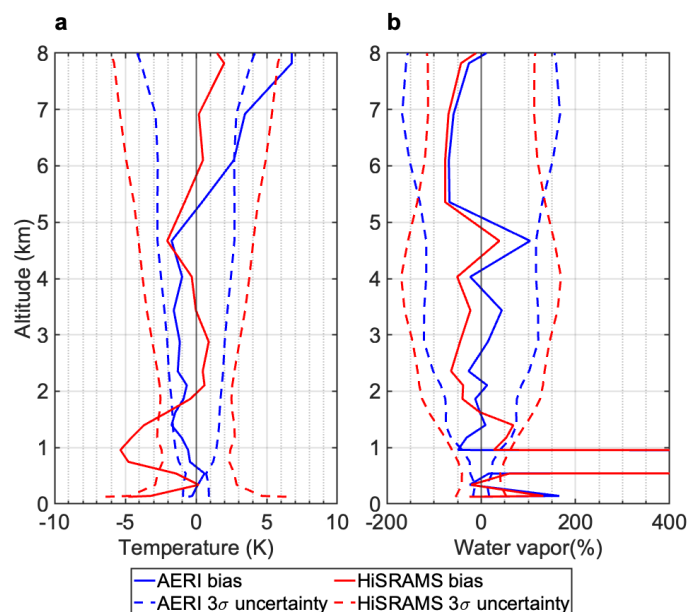 a
b
8
7
6
5
4
3
2
1
0
Altitude (km)
-10 -5 0 5 10
-200 0 200 400
Temperature (K)
Water vapor(%)
AERI bias HiSRAMS bias
AERI 3σ uncertainty HiSRAMS 3σ uncertainty
8
7
6
5
4
3
2
1
0